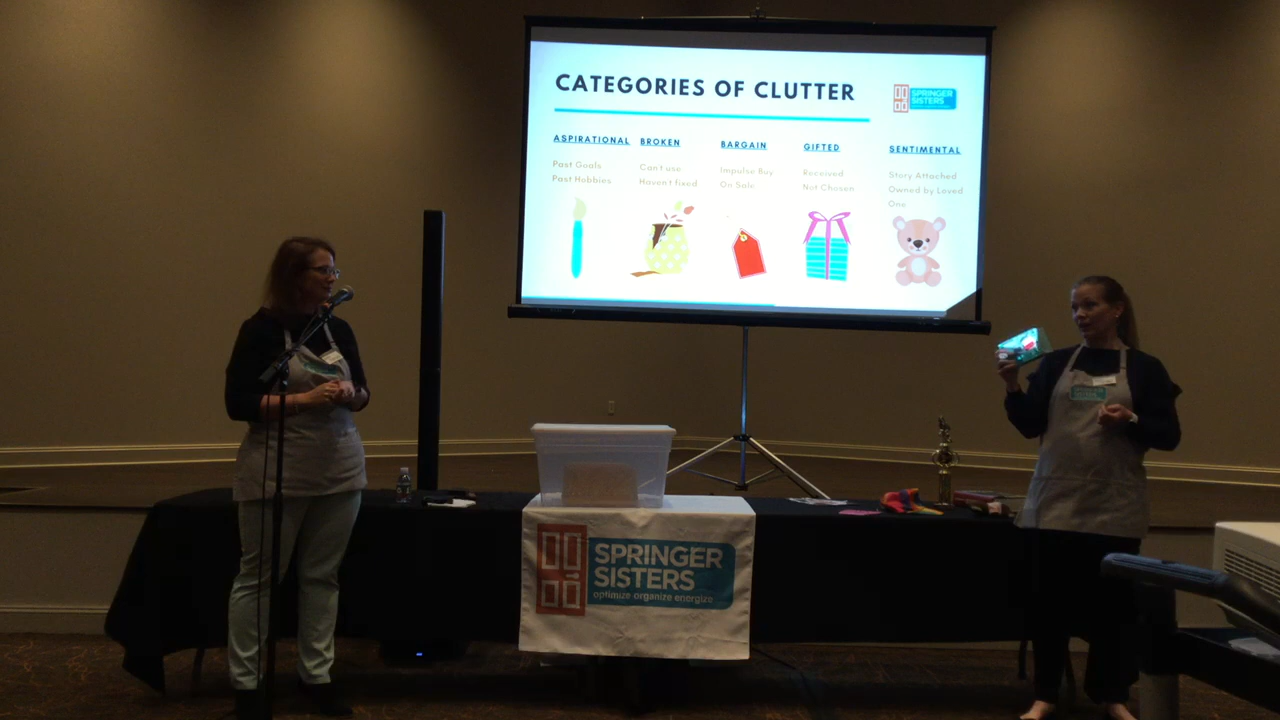 CATEGORIES OF CLUTTER
SPRINGER
SISTERS
ASPIRATIONAL
Past Goals
Past Hobbies
BROKEN
Can't use
Haven't fixed
BARGAIN
Impulse Buy
On Sale
GIFTED
Received
Not Chosen
SENTIMENTAL
Story Attached
Owned by Loved
One
SPRINGER
SISTERS
optimize organize energize